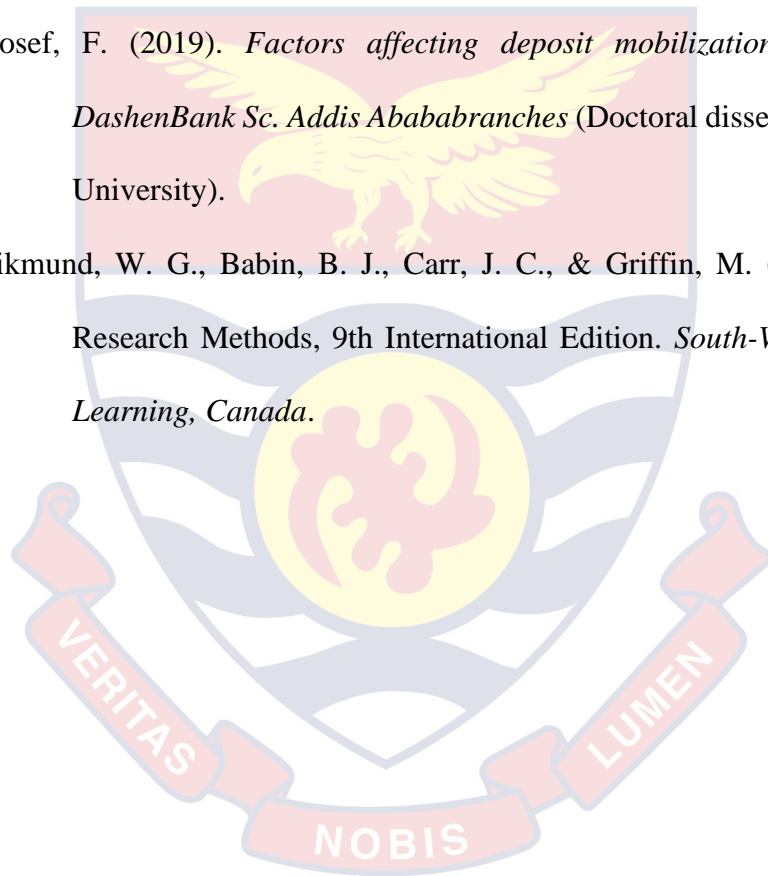 osef, F. (2019). Factors affecting deposit mobilization
DashenBank Sc. Addis Abababranches (Doctoral disse
University).
ikmund, W. G., Babin, B. J., Carr, J. C., & Griffin, M. (
Research Methods, 9th International Edition. South-
Learning, Canada.
VERITAS
NOBIS
LUMEN